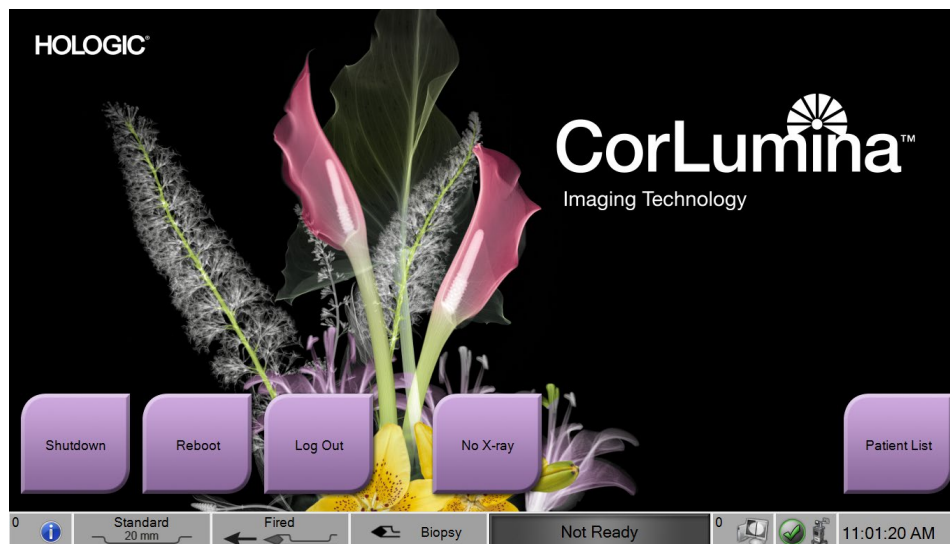 HOLOGIC®
CorLumina™
Imaging Technology
Shutdown
Reboot
Log Out
No X-ray
Patient List
0
Standard
20 mm
Fired
Biopsy
Not Ready
0
11:01:20 AM